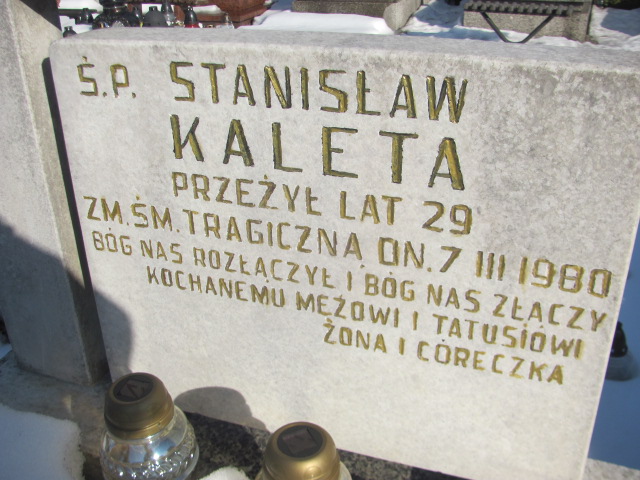 Ś.P. STANISŁAW
KALETA
PRZEŻYŁ LAT 29
ZM. ŚM. TRAGICZNĄ DN. 7 III 1980
BÓG NAS ROZŁĄCZYŁ I BÓG NAS ZŁĄCZY
KOCHANEMU MĘŻOWI I TATUSIOWI
ŻONA I CÓRECZKA